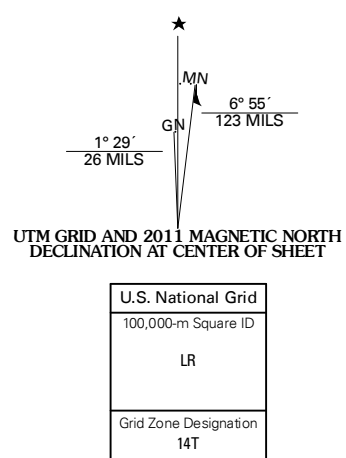 ★
MN
GN
6° 55´
123 MILS
1° 29´
26 MILS
UTM GRID AND 2011 MAGNETIC NORTH
DECLINATION AT CENTER OF SHEET
U.S. National Grid
100,000-m Square ID
LR
Grid Zone Designation
14T